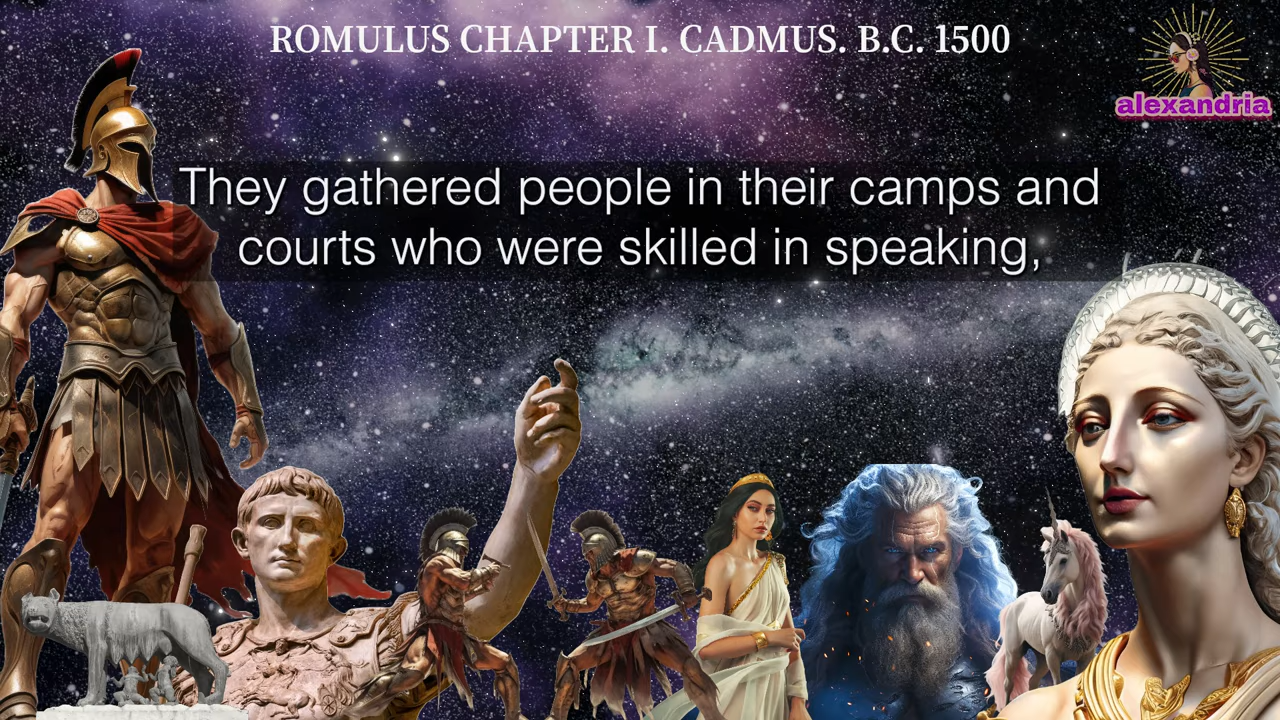 ROMULUS CHAPTER I. CADMUS. B.C. 1500
alexandria
They gathered people in their camps and
courts who were skilled in speaking,